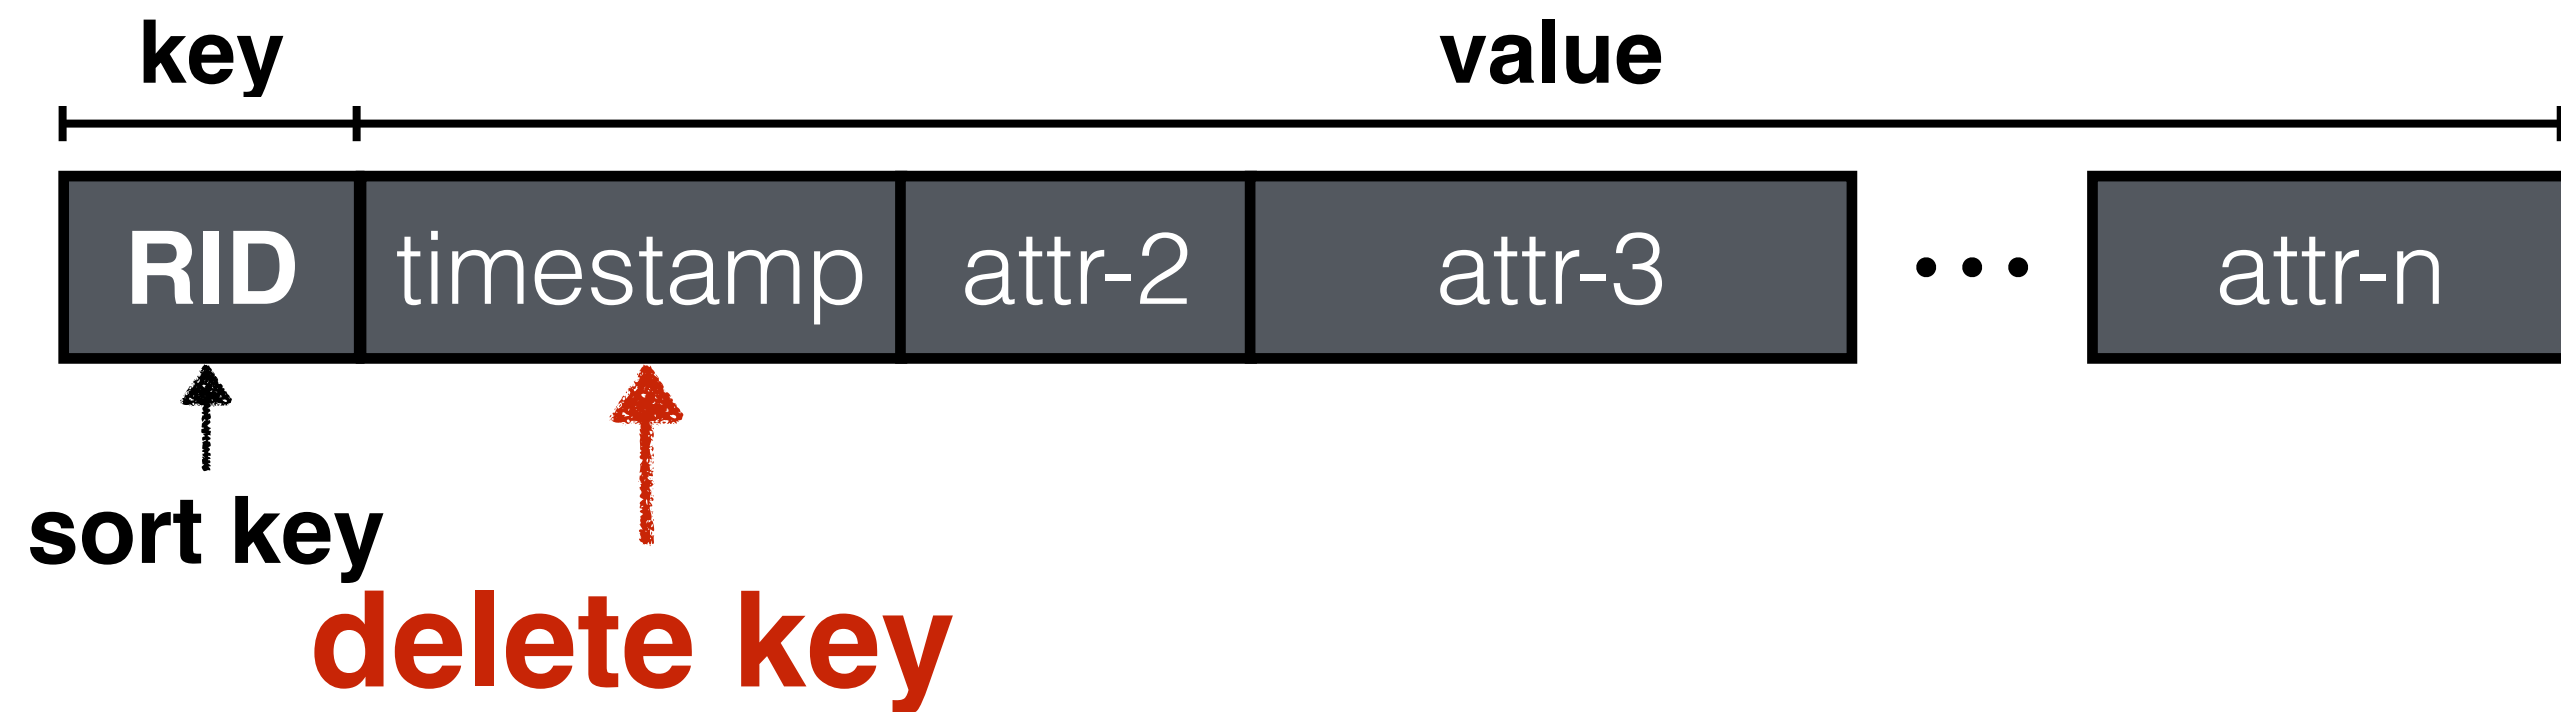 key value
RID timestamp attr-2 attr-3 ••• attr-n
sort key
delete key